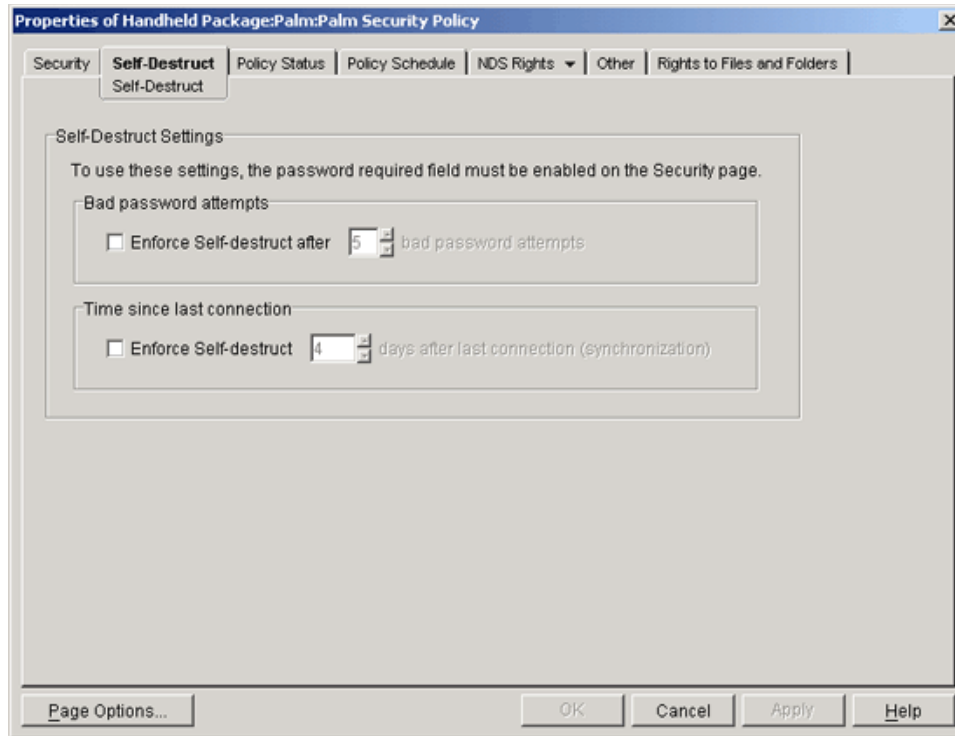 Properties of Handheld Package:Palm:Palm Security Policy
Security Self-Destruct Policy Status Policy Schedule NDS Rights Other Rights to Files and Folders
Self-Destruct
Self-Destruct Settings
To use these settings, the password required field must be enabled on the Security page.
Bad password attempts
Enforce Self-destruct after 5 bad password attempts
Time since last connection
Enforce Self-destruct 4 days after last connection (synchronization)
Page Options... OK Cancel Apply Help